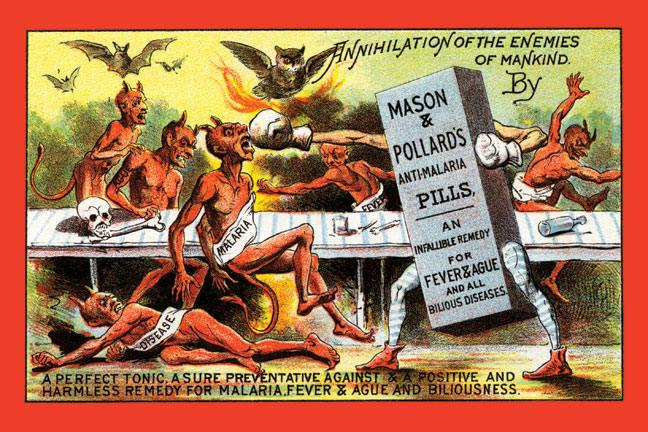 ANNIHILATION OF THE ENEMIES
OF MANKIND.
By
MASON
&
POLLARD'S
ANTI-MALARIA
PILLS,
AN
INFALLIBLE REMEDY
FOR
FEVER & AGUE
AND ALL
BILIOUS DISEASES.
FEVER
MALARIA
DISEASE
A PERFECT TONIC, A SURE PREVENTATIVE AGAINST & A POSITIVE AND
HARMLESS REMEDY FOR MALARIA, FEVER & AGUE AND BILIOUSNESS.